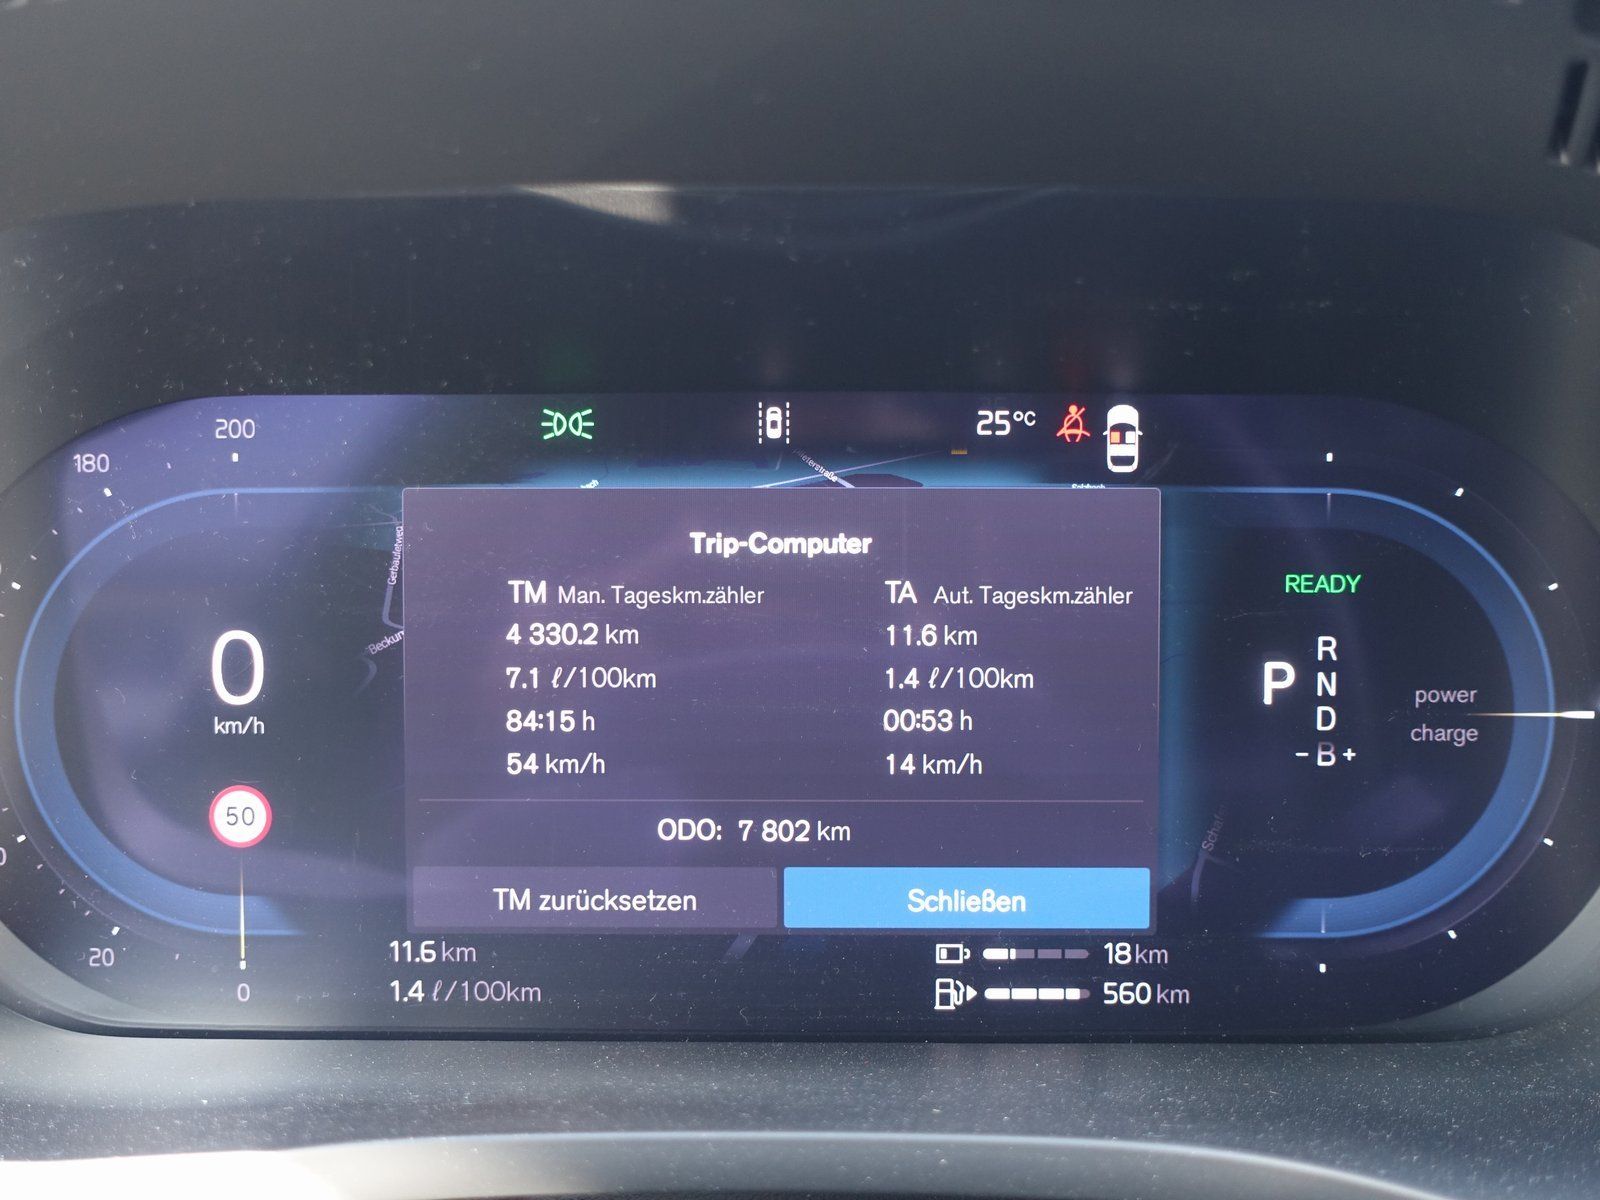 200
25°C
180
Gerbaulletweg
Trip-Computer
TM Man. Tageskm.zähler
TA Aut. Tageskm.zähler
4 330.2 km
11.6 km
7.1 ℓ/100km
1.4 ℓ/100km
84:15 h
00:53 h
54 km/h
14 km/h
ODO: 7 802 km
TM zurücksetzen
Schließen
0
km/h
50
READY
P
R
N
D
- B +
power
charge
20
0
11.6 km
1.4 ℓ/100km
18 km
560 km